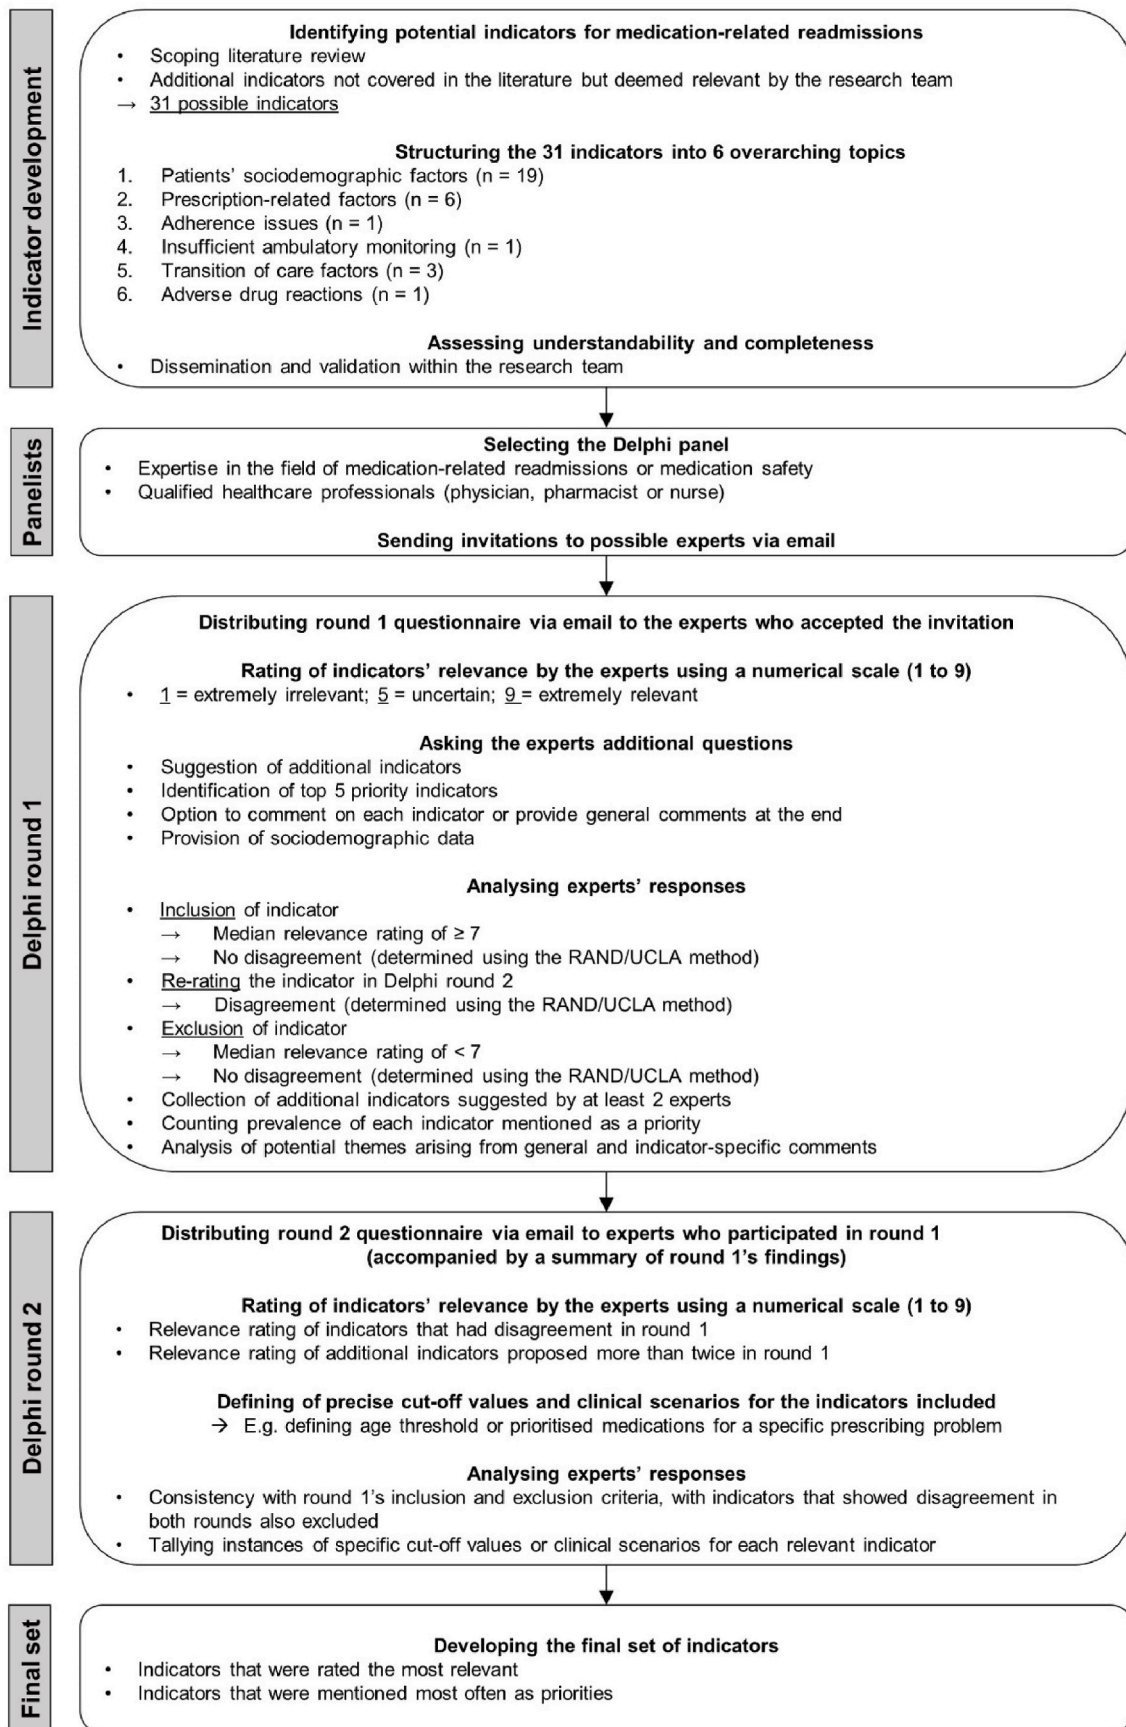 Indicator development
Identifying potential indicators for medication-related readmissions
• Scoping literature review
• Additional indicators not covered in the literature but deemed relevant by the research team
→ 31 possible indicators
Structuring the 31 indicators into 6 overarching topics
1. Patients' sociodemographic factors (n = 19)
2. Prescription-related factors (n = 6)
3. Adherence issues (n = 1)
4. Insufficient ambulatory monitoring (n = 1)
5. Transition of care factors (n = 3)
6. Adverse drug reactions (n = 1)
Assessing understandability and completeness
• Dissemination and validation within the research team
Panelists
Selecting the Delphi panel
• Expertise in the field of medication-related readmissions or medication safety
• Qualified healthcare professionals (physician, pharmacist or nurse)
Sending invitations to possible experts via email
Delphi round 1
Distributing round 1 questionnaire via email to the experts who accepted the invitation
Rating of indicators' relevance by the experts using a numerical scale (1 to 9)
• 1 = extremely irrelevant; 5 = uncertain; 9 = extremely relevant
Asking the experts additional questions
• Suggestion of additional indicators
• Identification of top 5 priority indicators
• Option to comment on each indicator or provide general comments at the end
• Provision of sociodemographic data
Analysing experts' responses
• Inclusion of indicator
→ Median relevance rating of ≥ 7
→ No disagreement (determined using the RAND/UCLA method)
• Re-rating the indicator in Delphi round 2
→ Disagreement (determined using the RAND/UCLA method)
• Exclusion of indicator
→ Median relevance rating of < 7
→ No disagreement (determined using the RAND/UCLA method)
• Collection of additional indicators suggested by at least 2 experts
• Counting prevalence of each indicator mentioned as a priority
• Analysis of potential themes arising from general and indicator-specific comments
Delphi round 2
Distributing round 2 questionnaire via email to experts who participated in round 1
(accompanied by a summary of round 1's findings)
Rating of indicators' relevance by the experts using a numerical scale (1 to 9)
• Relevance rating of indicators that had disagreement in round 1
• Relevance rating of additional indicators proposed more than twice in round 1
Defining of precise cut-off values and clinical scenarios for the indicators included
→ E.g. defining age threshold or prioritised medications for a specific prescribing problem
Analysing experts' responses
• Consistency with round 1's inclusion and exclusion criteria, with indicators that showed disagreement in
both rounds also excluded
• Tallying instances of specific cut-off values or clinical scenarios for each relevant indicator
Final set
Developing the final set of indicators
• Indicators that were rated the most relevant
• Indicators that were mentioned most often as priorities